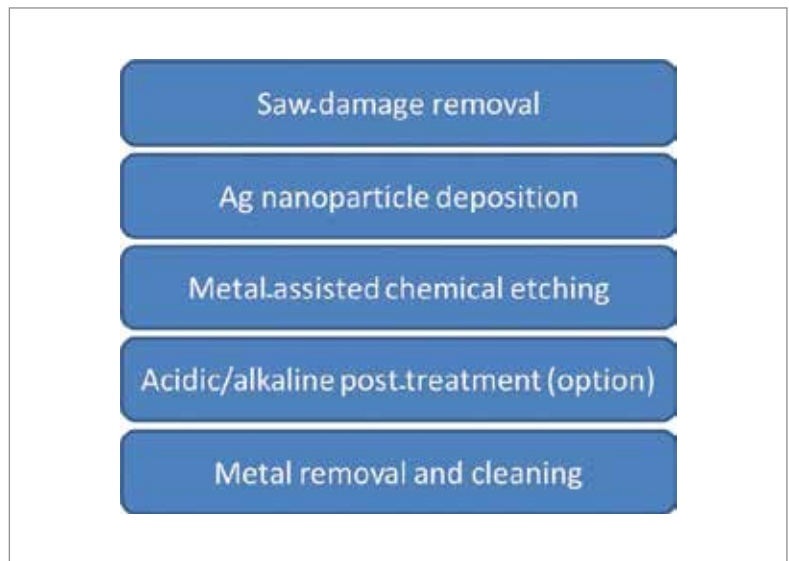 Saw-damage removal
Ag nanoparticle deposition
Metal-assisted chemical etching
Acidic/alkaline post-treatment (option)
Metal removal and cleaning